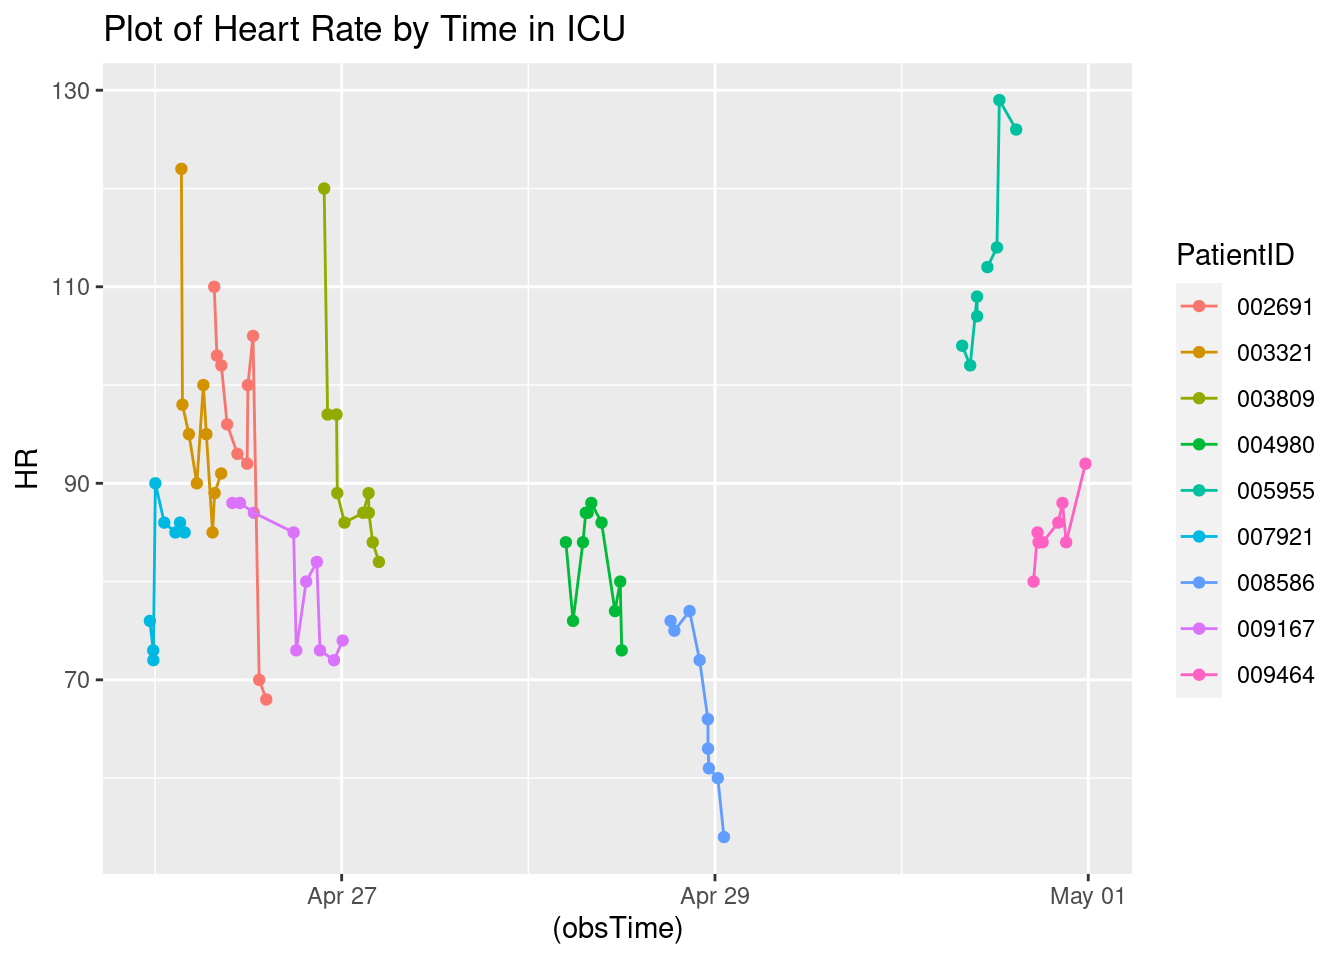 Plot of Heart Rate by Time in ICU
130
110
90
70
HR
Apr 27
Apr 29
May 01
(obsTime)
PatientID
002691
003321
003809
004980
005955
007921
008586
009167
009464